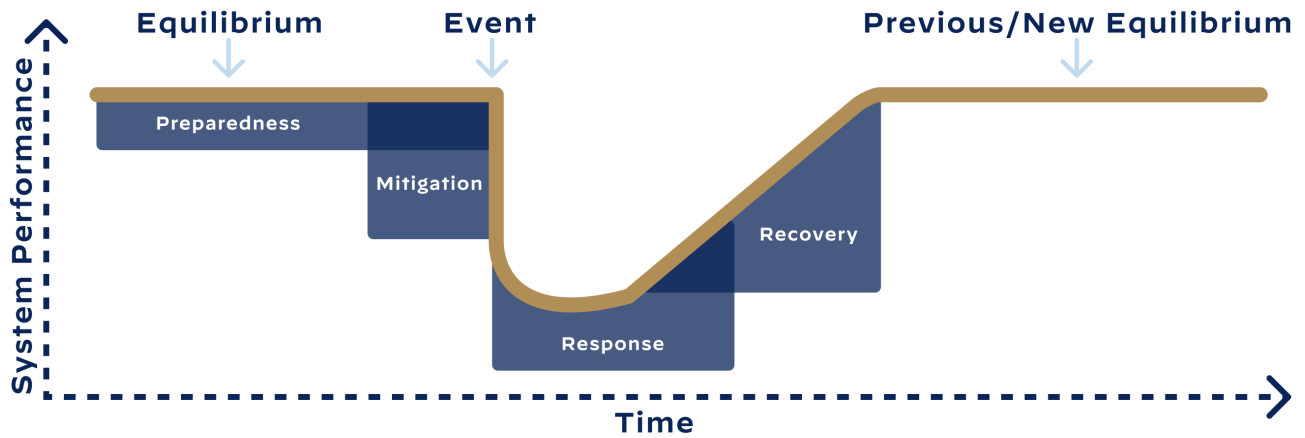 Equilibrium
Event
Previous/New Equilibrium
System Performance
Preparedness
Mitigation
Recovery
Response
Time